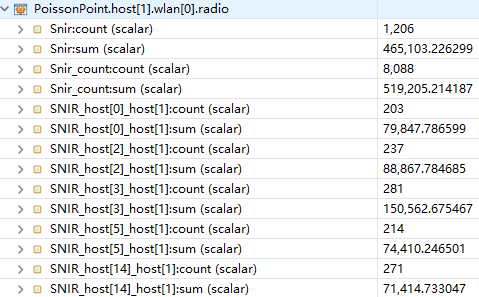 PoissonPoint.host[1].wlan[0].radio
Snir:count (scalar) 1,206
Snir:sum (scalar) 465,103.226299
Snir_count:count (scalar) 8,088
Snir_count:sum (scalar) 519,205.214187
SNIR_host[0]_host[1]:count (scalar) 203
SNIR_host[0]_host[1]:sum (scalar) 79,847.786599
SNIR_host[2]_host[1]:count (scalar) 237
SNIR_host[2]_host[1]:sum (scalar) 88,867.784685
SNIR_host[3]_host[1]:count (scalar) 281
SNIR_host[3]_host[1]:sum (scalar) 150,562.675467
SNIR_host[5]_host[1]:count (scalar) 214
SNIR_host[5]_host[1]:sum (scalar) 74,410.246501
SNIR_host[14]_host[1]:count (scalar) 271
SNIR_host[14]_host[1]:sum (scalar) 71,414.733047